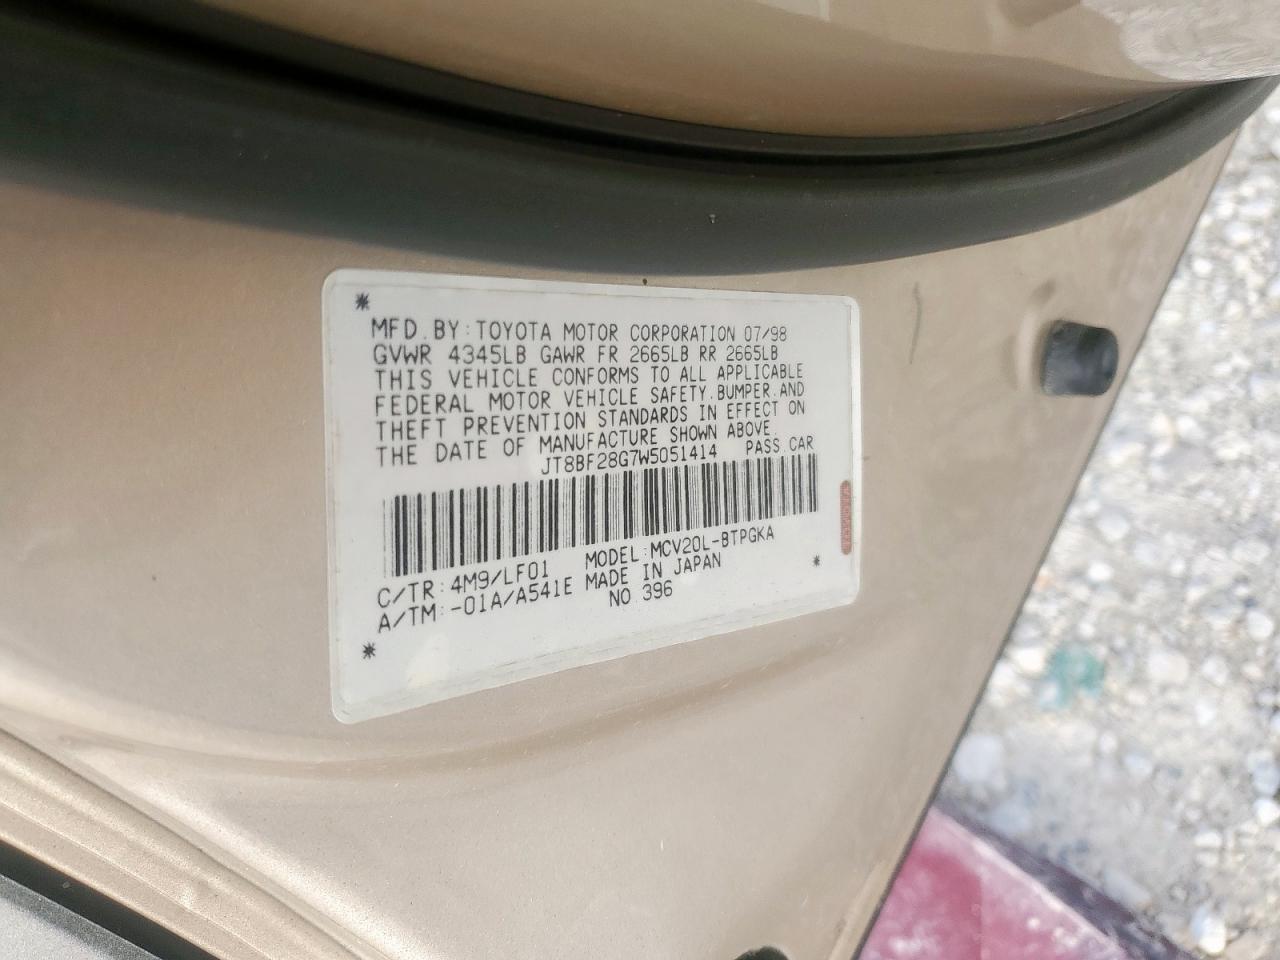 MFD. BY: TOYOTA MOTOR CORPORATION 07/98
GVWR 4345LB GAWR FR 2665LB RR 2665LB
THIS VEHICLE CONFORMS TO ALL APPLICABLE
FEDERAL MOTOR VEHICLE SAFETY. BUMPER. AND
THEFT PREVENTION STANDARDS IN EFFECT ON
THE DATE OF MANUFACTURE SHOWN ABOVE.
JT8BF28G7W5051414 PASS. CAR
C/TR: 4M9/LF01 MODEL: MCV20L-BTPGKA
A/TM: -01A/A541E MADE IN JAPAN
NO 396